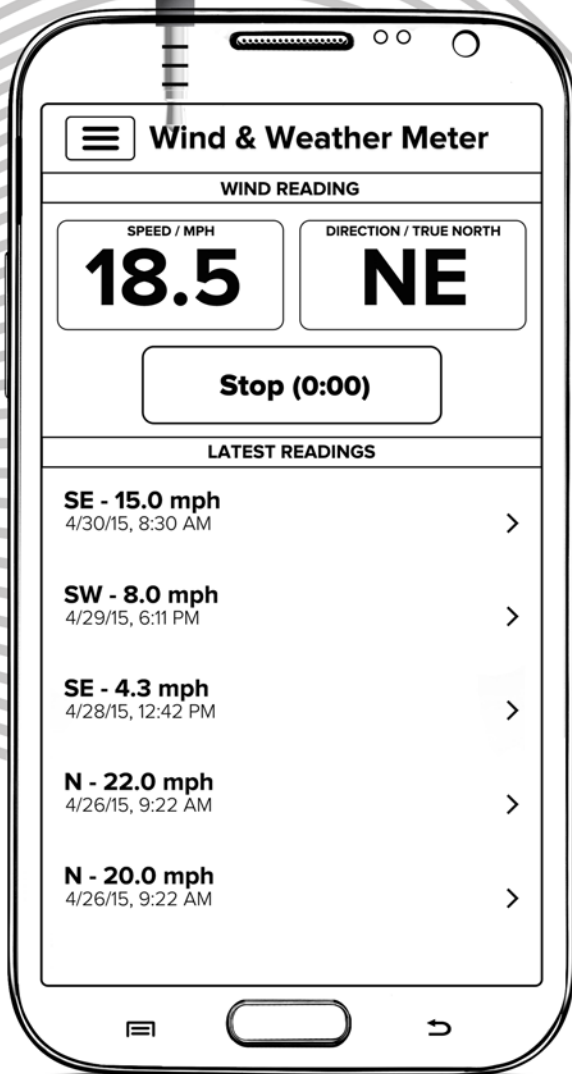 Wind & Weather Meter
WIND READING
SPEED / MPH
18.5
DIRECTION / TRUE NORTH
NE
Stop (0:00)
LATEST READINGS
SE - 15.0 mph
4/30/15, 8:30 AM
SW - 8.0 mph
4/29/15, 6:11 PM
SE - 4.3 mph
4/28/15, 12:42 PM
N - 22.0 mph
4/26/15, 9:22 AM
N - 20.0 mph
4/26/15, 9:22 AM